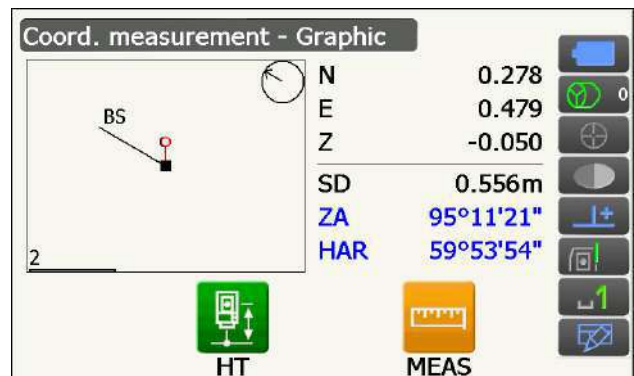 Coord. measurement - Graphic
BS
2
N 0.278
E 0.479
Z -0.050
SD 0.556m
ZA 95°11'21"
HAR 59°53'54"
0
1
HT
MEAS